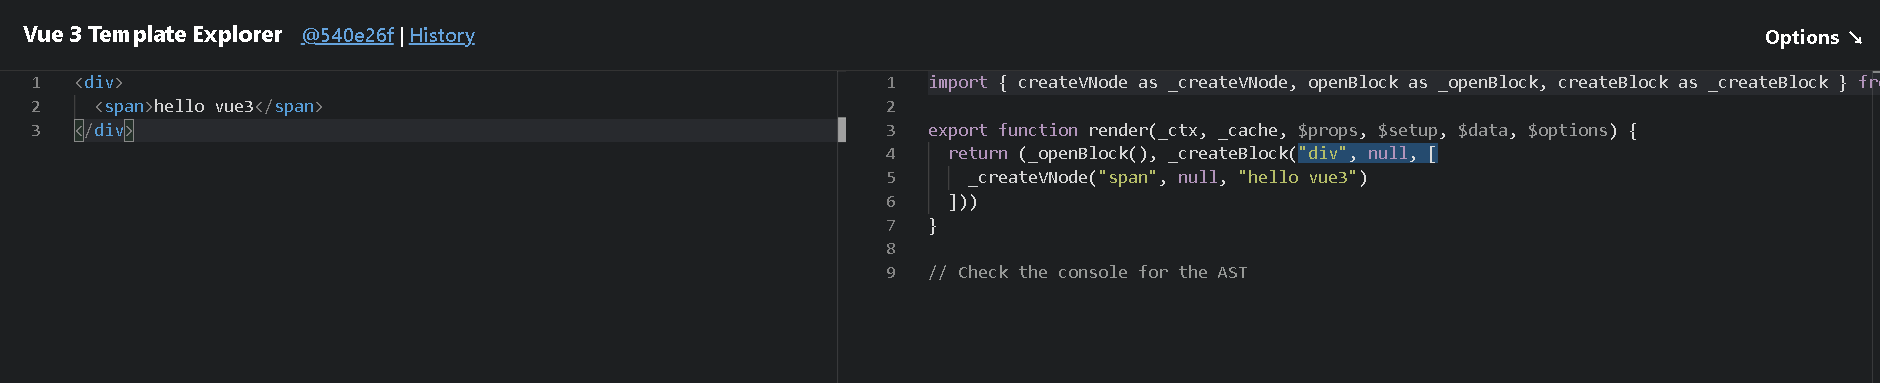 Vue 3 Template Explorer @540e26f | History
Options ↘
1 <div>
2   <span>hello vue3</span>
3 </div>
1 import { createVNode as _createVNode, openBlock as _openBlock, createBlock as _createBlock } fr
2
3 export function render(_ctx, _cache, $props, $setup, $data, $options) {
4   return (_openBlock(), _createBlock("div", null, [
5     _createVNode("span", null, "hello vue3")
6   ]))
7 }
8
9 // Check the console for the AST